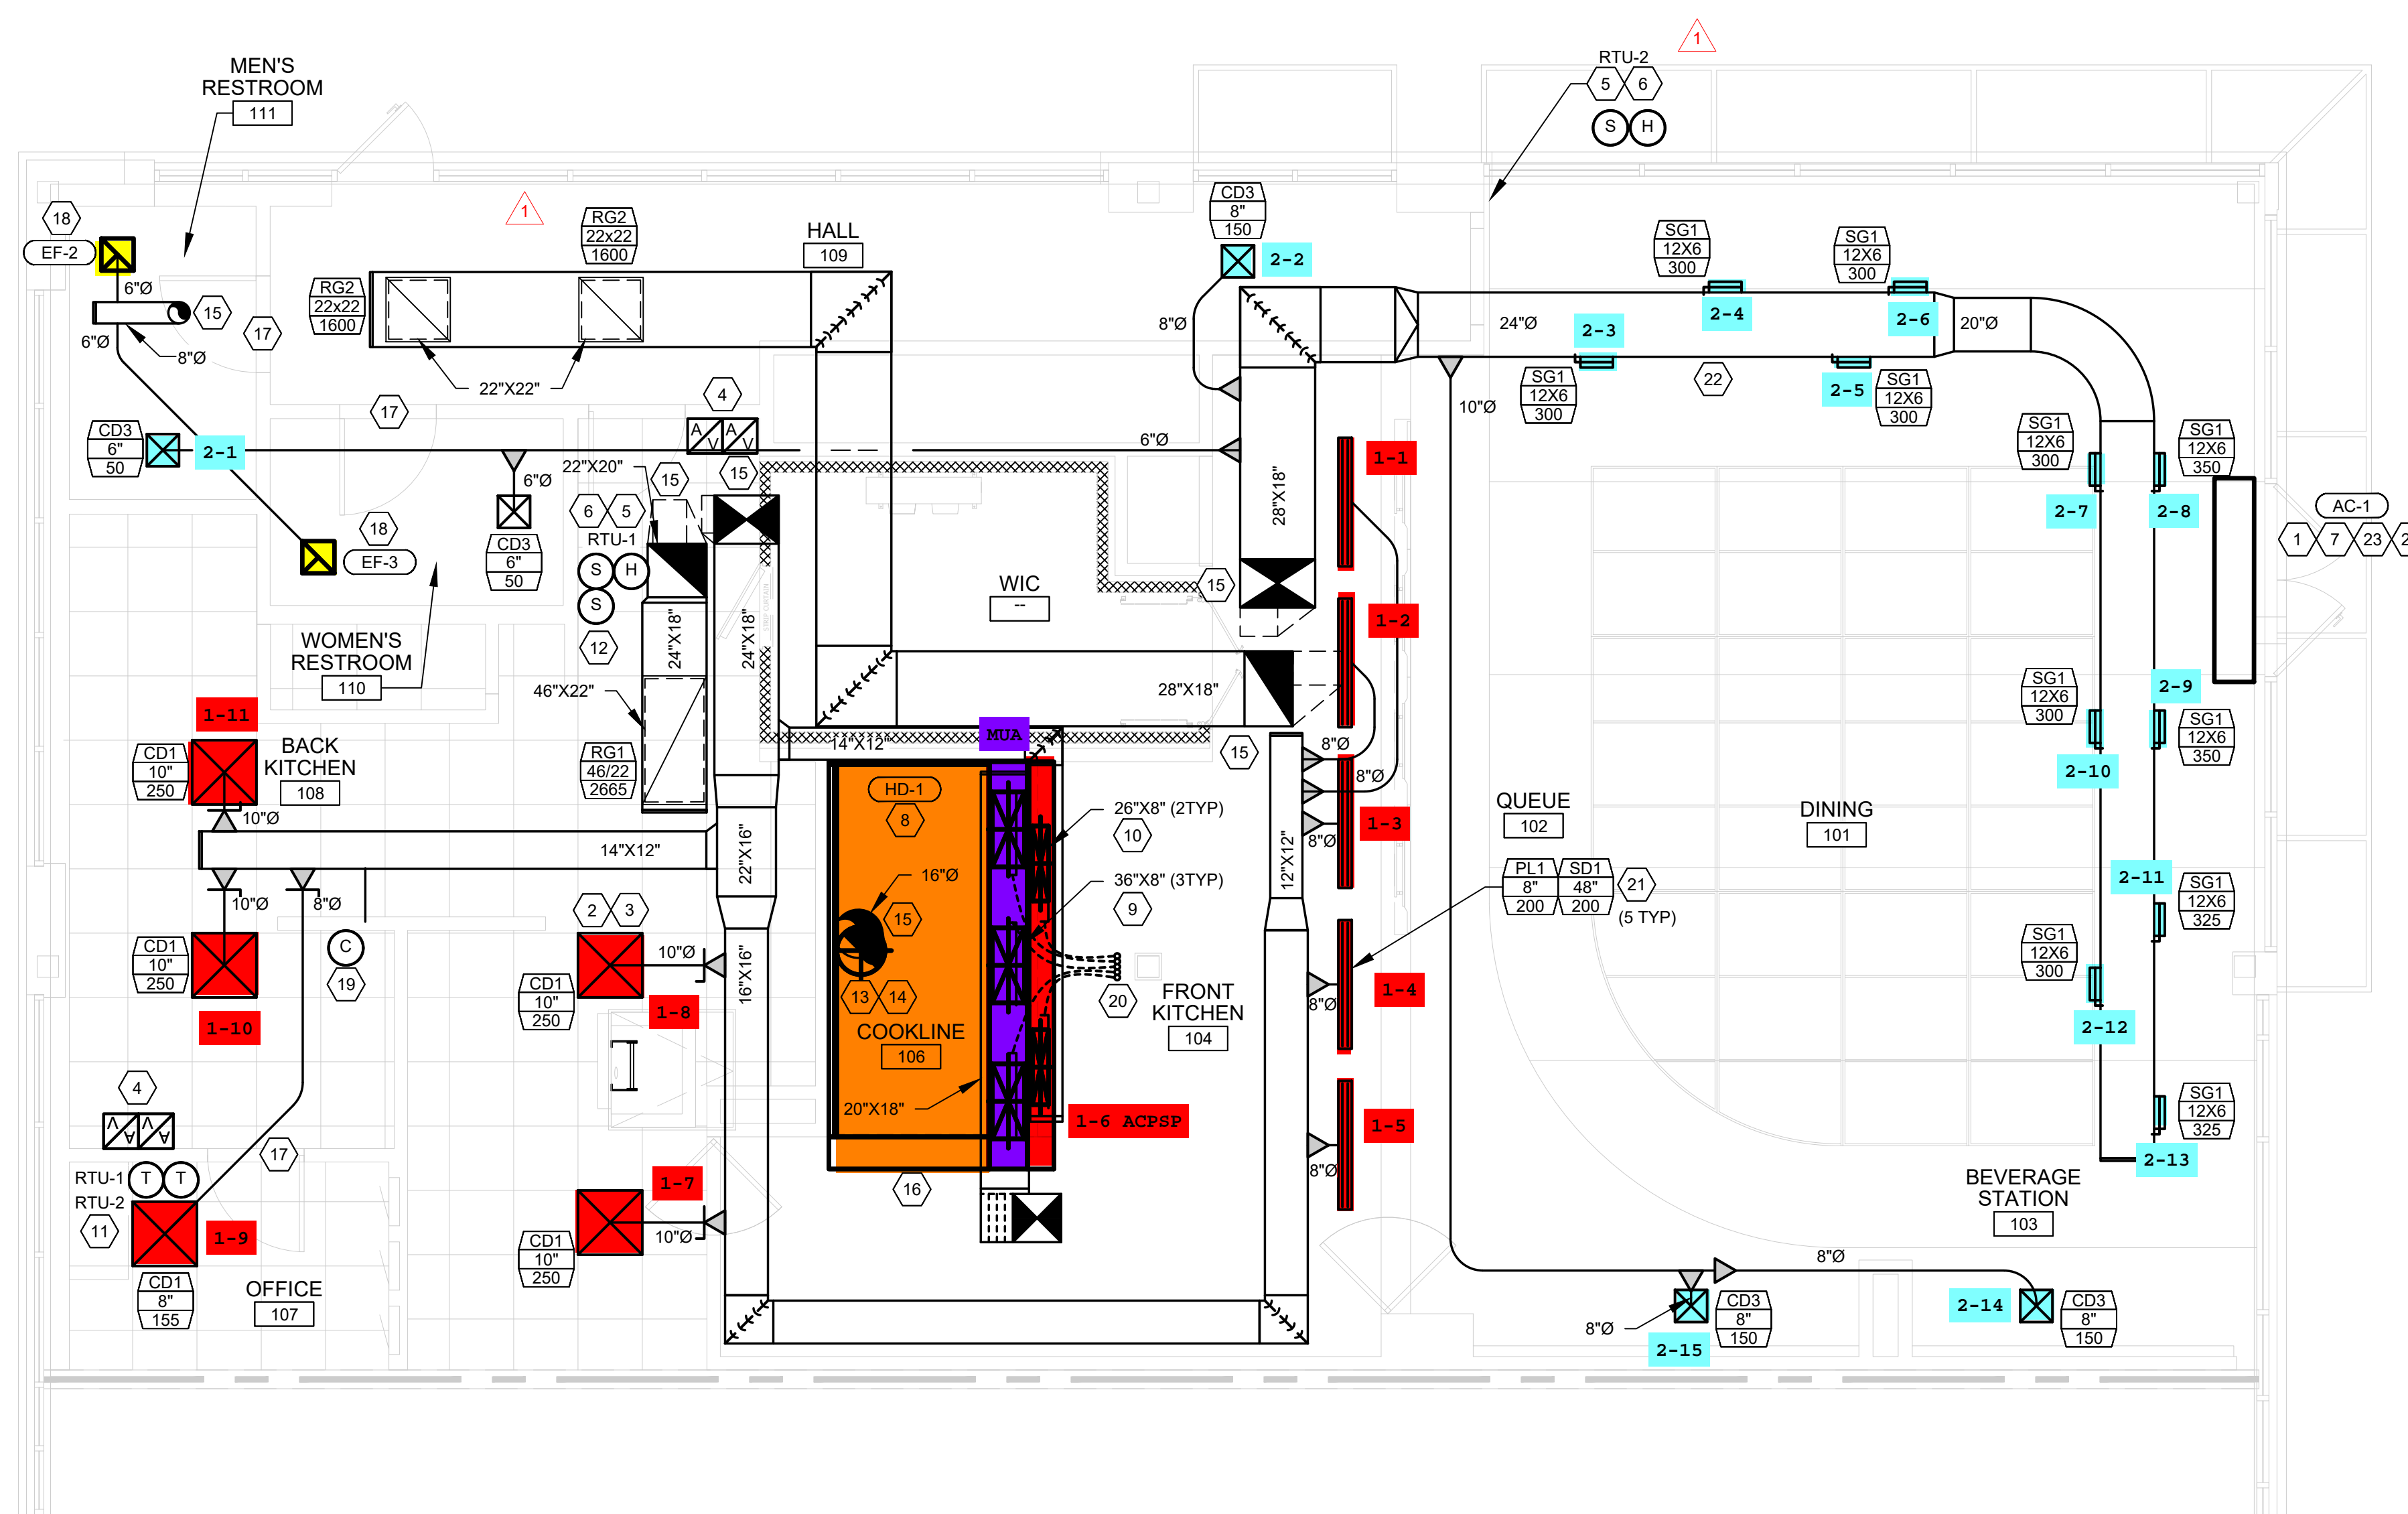 1
RTU-2
5 6
S H
MEN'S
RESTROOM
111
18
EF-2
6"Ø
15
6"Ø
8"Ø
17
1
RG2
22x22
1600
RG2
22x22
1600
HALL
109
22"X22"
17
4
A V A V
15
CD3
8"
150
2-2
8"Ø
SG1
12X6
300
SG1
12X6
300
2-4
2-6
24"Ø
2-3
20"Ø
SG1
12X6
300
22
2-5
SG1
12X6
300
10"Ø
CD3
6"
50
2-1
6"Ø
6"Ø
CD3
6"
50
18
EF-3
22"X20"
15
6 5
RTU-1
S H
S
12
24"X18"
24"X18"
STRIP CURTAIN
WIC
--
28"X18"
15
1-1
1-2
SG1
12X6
300
SG1
12X6
350
2-7
2-8
AC-1
1 7 23 2
WOMEN'S
RESTROOM
110
46"X22"
28"X18"
SG1
12X6
300
2-9
SG1
12X6
350
2-10
1-11
CD1
10"
250
BACK
KITCHEN
108
10"Ø
RG1
46/22
2665
14"X12"
MUA
15
8"Ø
8"Ø
8"Ø
1-3
14"X12"
22"X16"
HD-1
8
26"X8" (2TYP)
10
12"X12"
QUEUE
102
DINING
101
36"X8" (3TYP)
9
16"Ø
15
PL1
8"
200
SD1
48"
200
21
(5 TYP)
2-11
SG1
12X6
325
10"Ø
8"Ø
CD1
10"
250
1-10
C
19
2 3
CD1
10"
250
10"Ø
1-8
16"X16"
13 14
COOKLINE
106
20
FRONT
KITCHEN
104
8"Ø
1-4
SG1
12X6
300
2-12
4
A V A V
20"X18"
1-6 ACPSP
1-5
8"Ø
SG1
12X6
325
2-13
17
RTU-1
T T
RTU-2
11
1-9
CD1
8"
155
OFFICE
107
1-7
CD1
10"
250
10"Ø
16
BEVERAGE
STATION
103
8"Ø
8"Ø
CD3
8"
150
2-15
2-14
CD3
8"
150